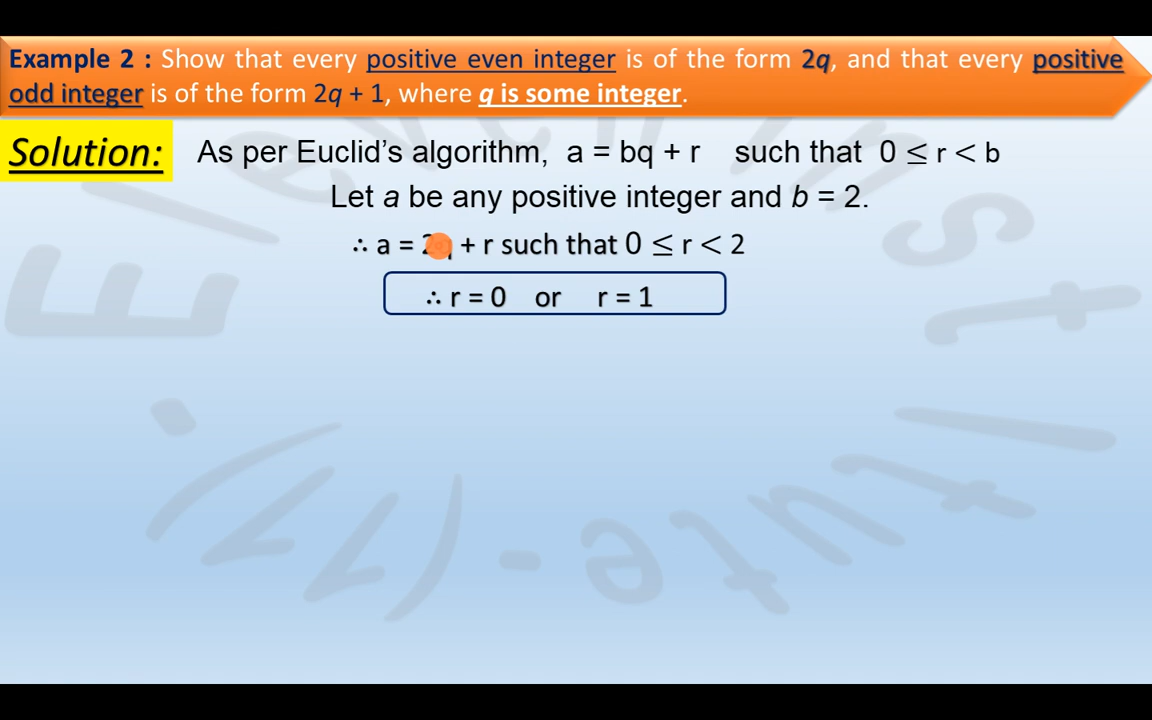 Example 2 : Show that every positive even integer is of the form 2q, and that every positive
odd integer is of the form 2q + 1, where q is some integer.
Solution: As per Euclid's algorithm, a = bq + r such that 0 ≤ r < b
Let a be any positive integer and b = 2.
∴ a = 2q + r such that 0 ≤ r < 2
∴ r = 0 or r = 1